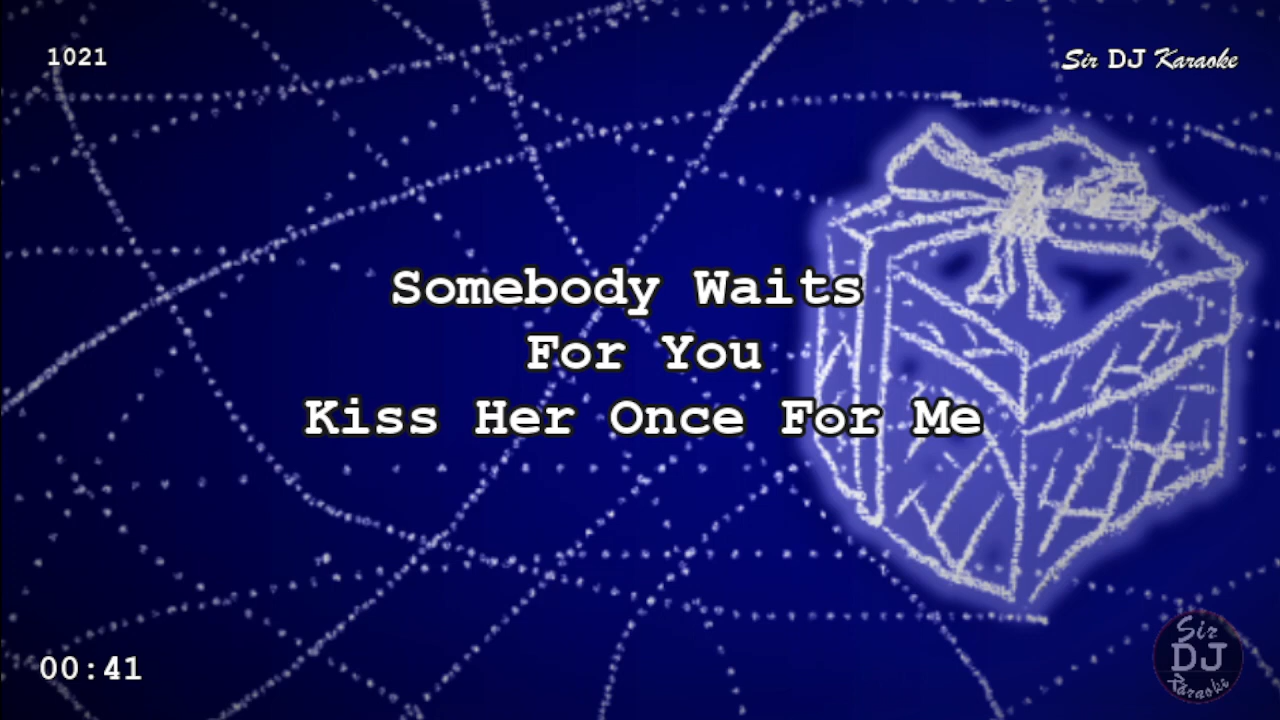 1021
Sir DJ Karaoke
Somebody Waits
For You
Kiss Her Once For Me
00:41
Sir
DJ
Karaoke